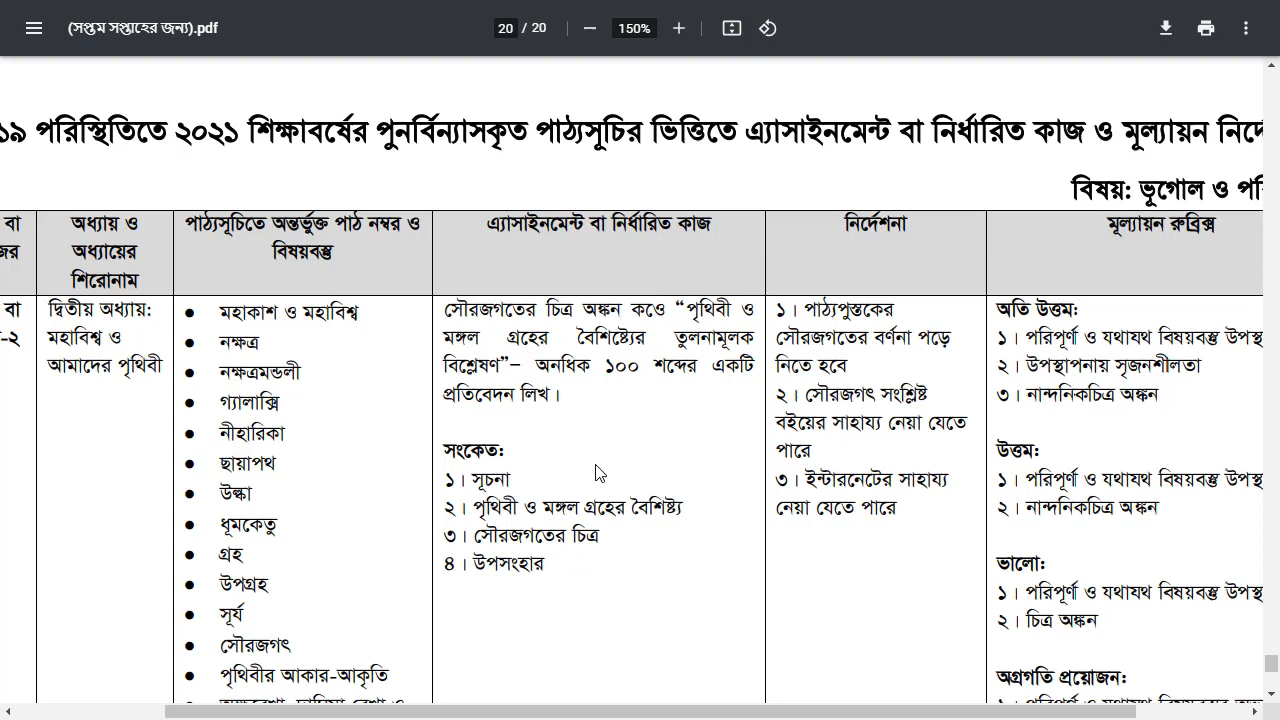 (সপ্তম সপ্তাহের জন্য).pdf
20 / 20
150%
১৯ পরিস্থিতিতে ২০২১ শিক্ষাবর্ষের পুনর্বিন্যাসকৃত পাঠ্যসূচির ভিত্তিতে এ্যাসাইনমেন্ট বা নির্ধারিত কাজ ও মূল্যায়ন
বিষয়: ভূগোল ও
বা
অধ্যায় ও
অধ্যায়ের
শিরোনাম
পাঠ্যসূচিতে অন্তর্ভুক্ত পাঠ নম্বর ও
বিষয়বস্তু
এ্যাসাইনমেন্ট বা নির্ধারিত কাজ
নির্দেশনা
মূল্যায়ন রুব্রিক্স
বা
-২
দ্বিতীয় অধ্যায়:
মহাবিশ্ব ও
আমাদের পৃথিবী
● মহাকাশ ও মহাবিশ্ব
● নক্ষত্র
● নক্ষত্রমন্ডলী
● গ্যালাক্সি
● নীহারিকা
● ছায়াপথ
● উল্কা
● ধূমকেতু
● গ্রহ
● উপগ্রহ
● সূর্য
● সৌরজগৎ
● পৃথিবীর আকার-আকৃতি
সৌরজগতের চিত্র অঙ্কন কওে “পৃথিবী ও
মঙ্গল গ্রহের বৈশিষ্ট্যের তুলনামূলক
বিশ্লেষণ”– অনধিক ১০০ শব্দের একটি
প্রতিবেদন লিখ।
সংকেত:
১। সূচনা
২। পৃথিবী ও মঙ্গল গ্রহের বৈশিষ্ট্য
৩। সৌরজগতের চিত্র
৪। উপসংহার
১। পাঠ্যপুস্তকের
সৌরজগতের বর্ণনা পড়ে
নিতে হবে
২। সৌরজগৎ সংশ্লিষ্ট
বইয়ের সাহায্য নেয়া যেতে
পারে
৩। ইন্টারনেটের সাহায্য
নেয়া যেতে পারে
অতি উত্তম:
১। পরিপূর্ণ ও যথাযথ বিষয়বস্তু
২। উপস্থাপনায় সৃজনশীলতা
৩। নান্দনিকচিত্র অঙ্কন
উত্তম:
১। পরিপূর্ণ ও যথাযথ বিষয়বস্তু
২। নান্দনিকচিত্র অঙ্কন
ভালো:
১। পরিপূর্ণ ও যথাযথ বিষয়বস্তু
২। চিত্র অঙ্কন
অগ্রগতি প্রয়োজন: